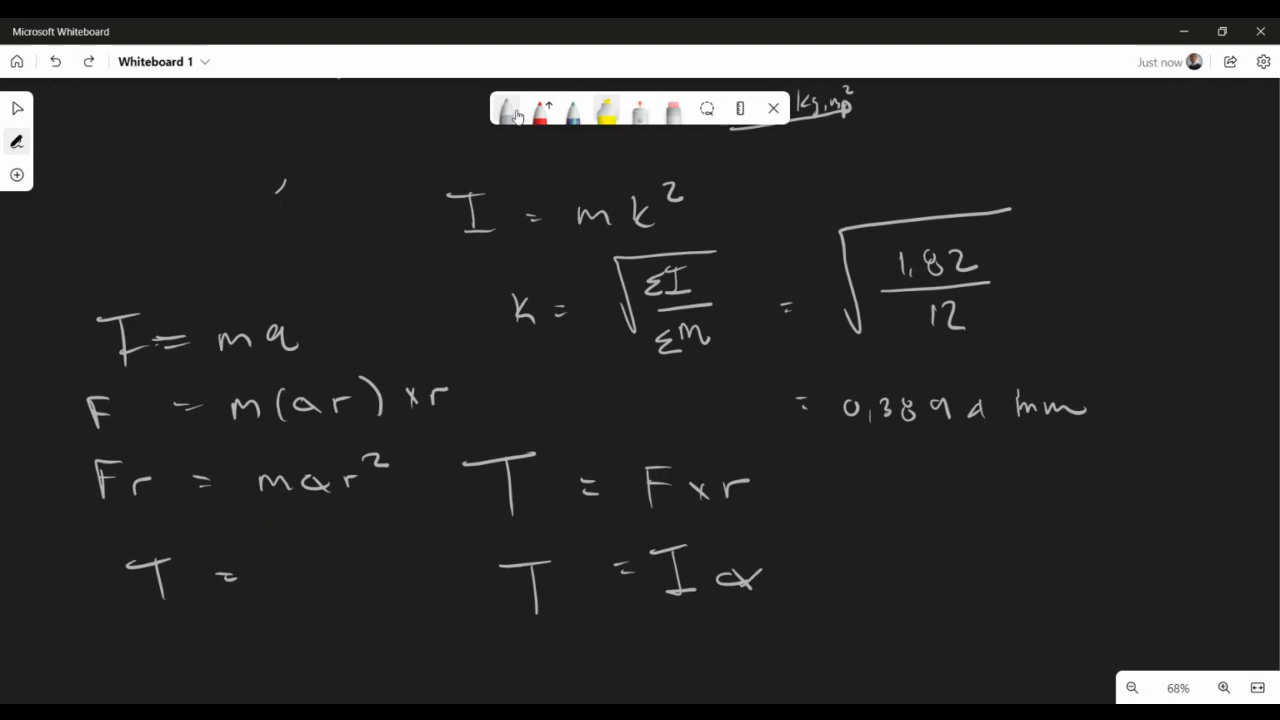 Microsoft Whiteboard
Whiteboard 1
Just now
kg.m²
I = mk²
k = √(ΣI/Σm) = √(1,82/12)
= 0,389 mm
I = ma
F = m(αr) × r
Fr = mαr²
T =
T = F × r
T = Iα
68%